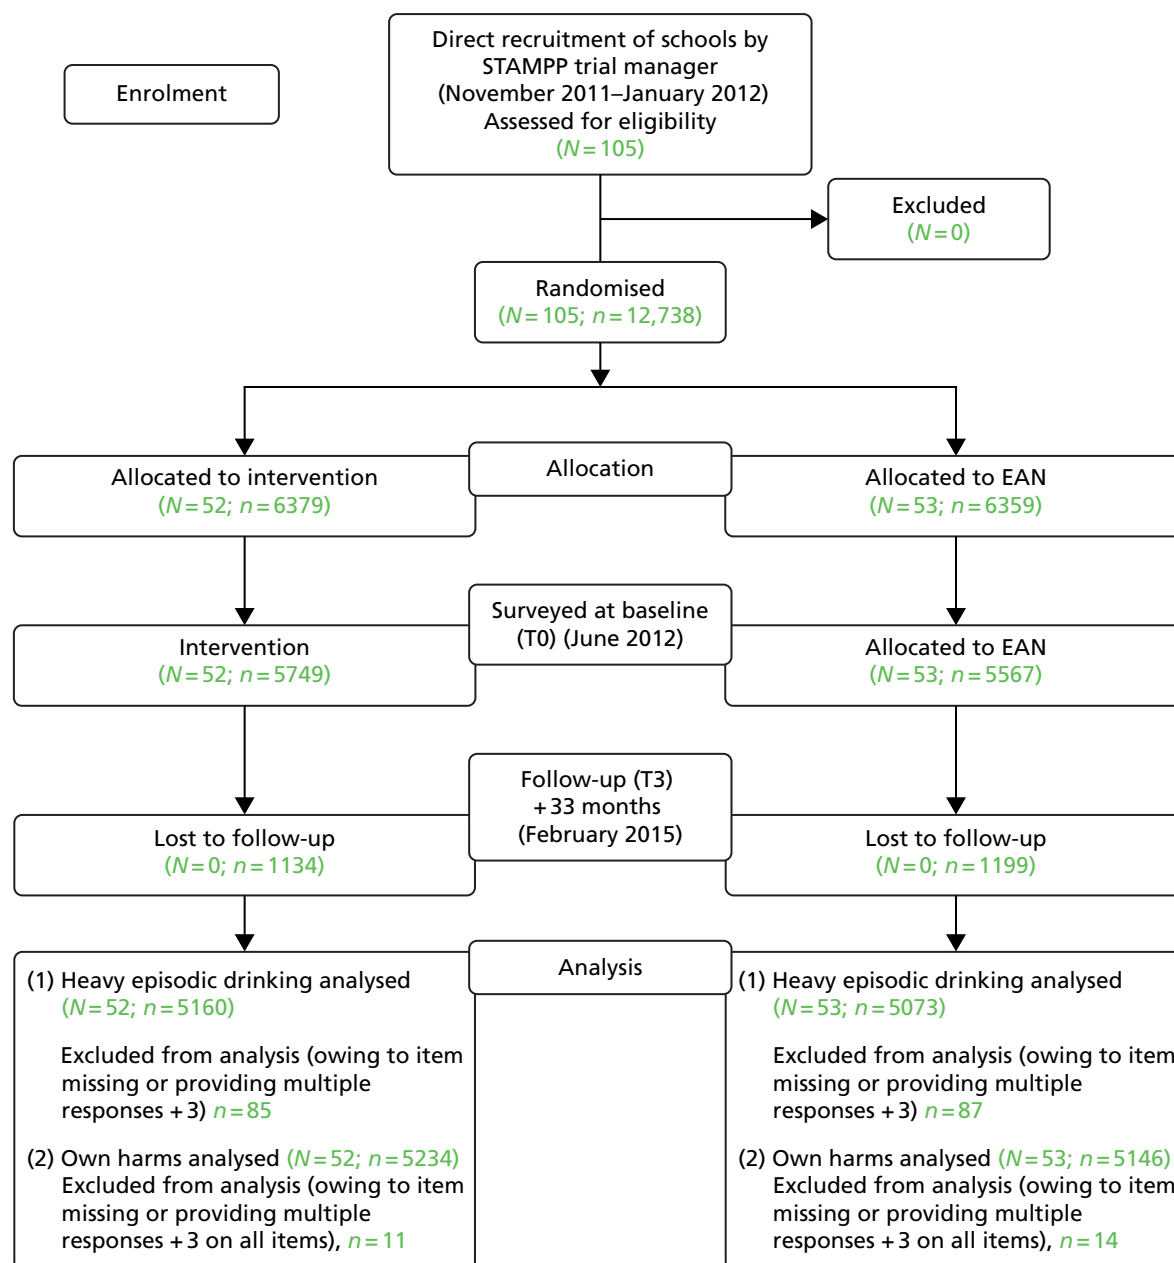 Enrolment
Direct recruitment of schools by
STAMPP trial manager
(November 2011–January 2012)
Assessed for eligibility
(N=105)
Excluded
(N=0)
Randomised
(N=105; n=12,738)
Allocation
Allocated to intervention
(N=52; n=6379)
Allocated to EAN
(N=53; n=6359)
Surveyed at baseline
(T0) (June 2012)
Intervention
(N=52; n=5749)
Allocated to EAN
(N=53; n=5567)
Follow-up (T3)
+33 months
(February 2015)
Lost to follow-up
(N=0; n=1134)
Lost to follow-up
(N=0; n=1199)
Analysis
(1) Heavy episodic drinking analysed
(N=52; n=5160)
Excluded from analysis (owing to item
missing or providing multiple
responses +3) n=85
(2) Own harms analysed (N=52; n=5234)
Excluded from analysis (owing to item
missing or providing multiple
responses +3 on all items), n=11
(1) Heavy episodic drinking analysed
(N=53; n=5073)
Excluded from analysis (owing to item
missing or providing multiple
responses +3) n=87
(2) Own harms analysed (N=53; n=5146)
Excluded from analysis (owing to item
missing or providing multiple
responses +3 on all items), n=14